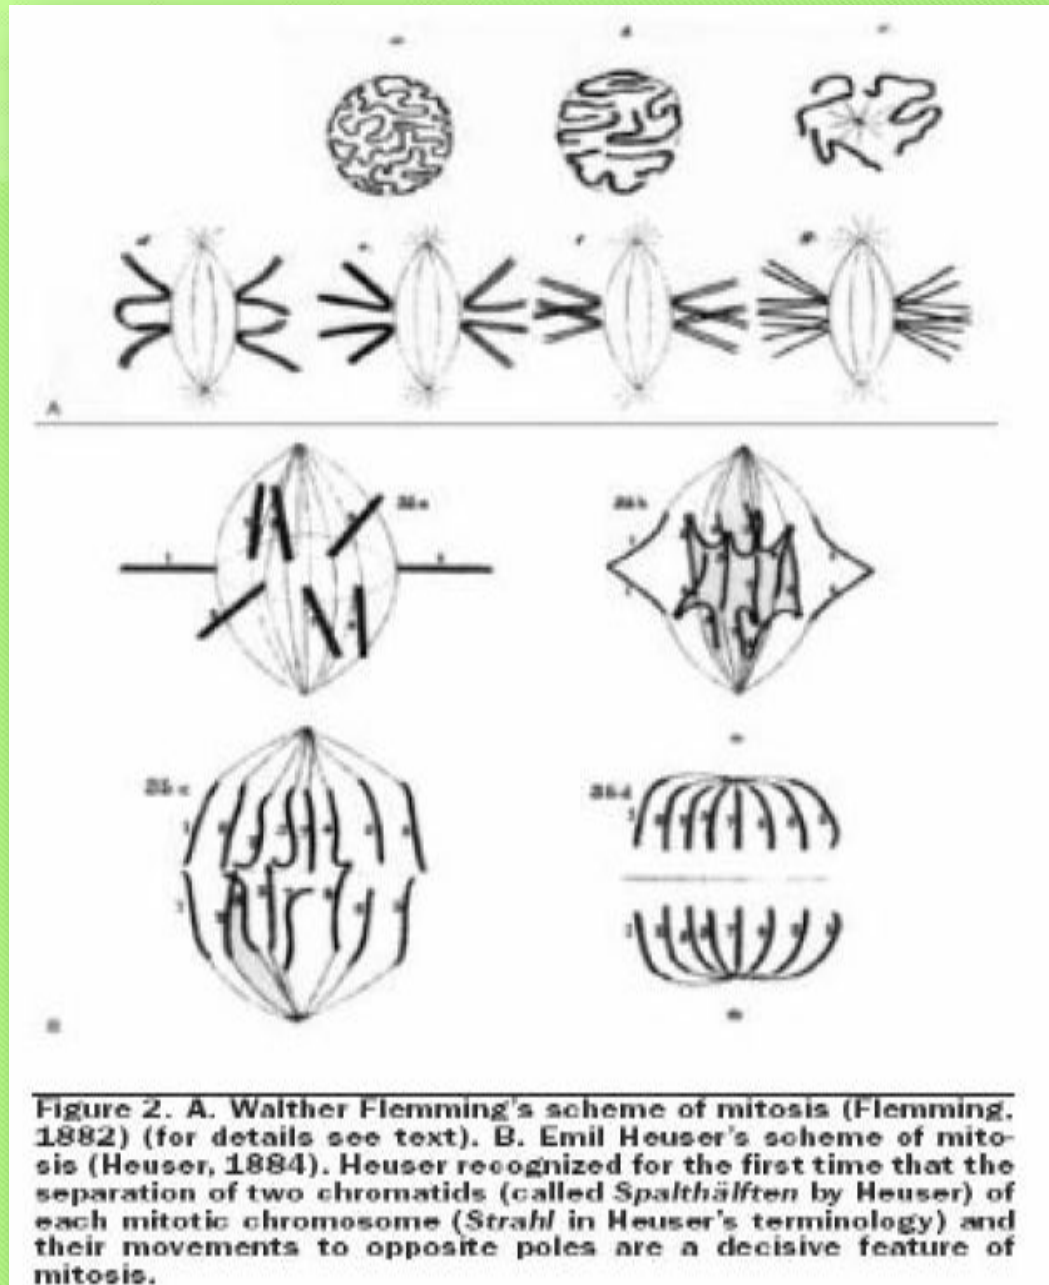 a
b
c
d
e
f
g
A
B
Figure 2. A. Walther Flemming's scheme of mitosis (Flemming,
1882) (for details see text). B. Emil Heuser's scheme of mito-
sis (Heuser, 1884). Heuser recognized for the first time that the
separation of two chromatids (called Spalthälften by Heuser) of
each mitotic chromosome (Strahl in Heuser's terminology) and
their movements to opposite poles are a decisive feature of
mitosis.